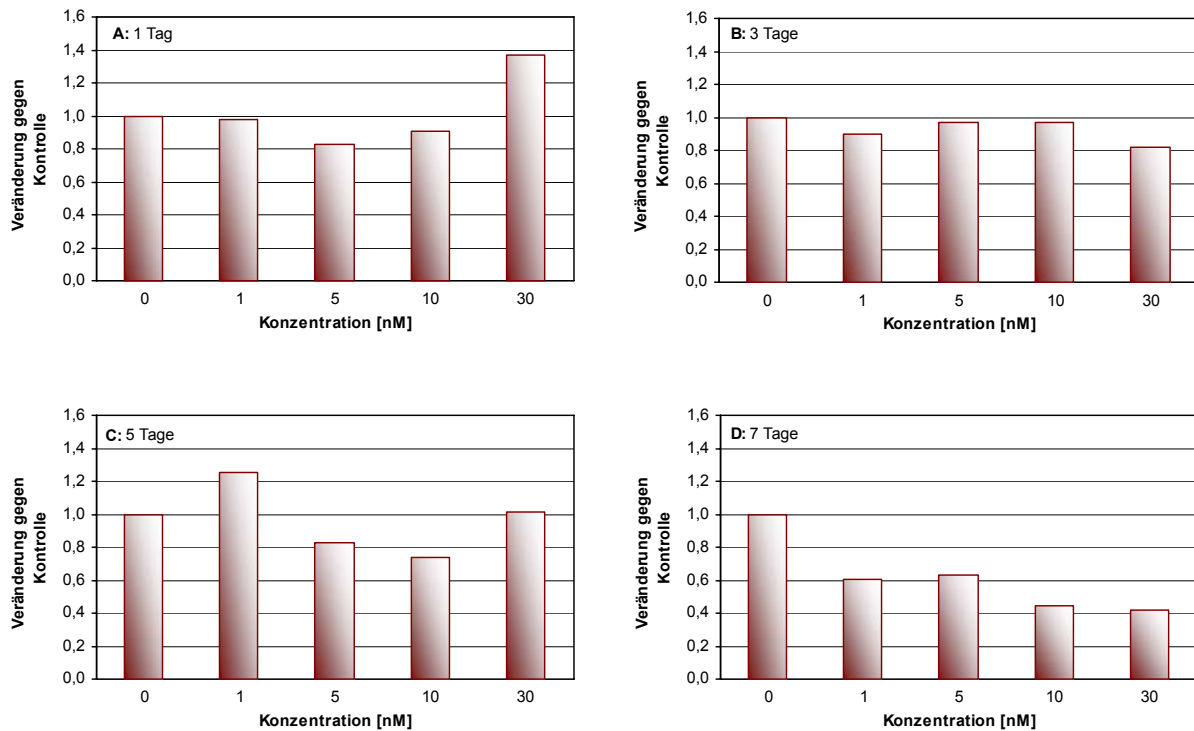 A: 1 Tag
Veränderung gegen
Kontrolle
1,6
1,4
1,2
1,0
0,8
0,6
0,4
0,2
0,0
0 1 5 10 30
Konzentration [nM]
B: 3 Tage
Veränderung gegen
Kontrolle
1,6
1,4
1,2
1,0
0,8
0,6
0,4
0,2
0,0
0 1 5 10 30
Konzentration [nM]
C: 5 Tage
Veränderung gegen
Kontrolle
1,6
1,4
1,2
1,0
0,8
0,6
0,4
0,2
0,0
0 1 5 10 30
Konzentration [nM]
D: 7 Tage
Veränderung gegen
Kontrolle
1,6
1,4
1,2
1,0
0,8
0,6
0,4
0,2
0,0
0 1 5 10 30
Konzentration [nM]